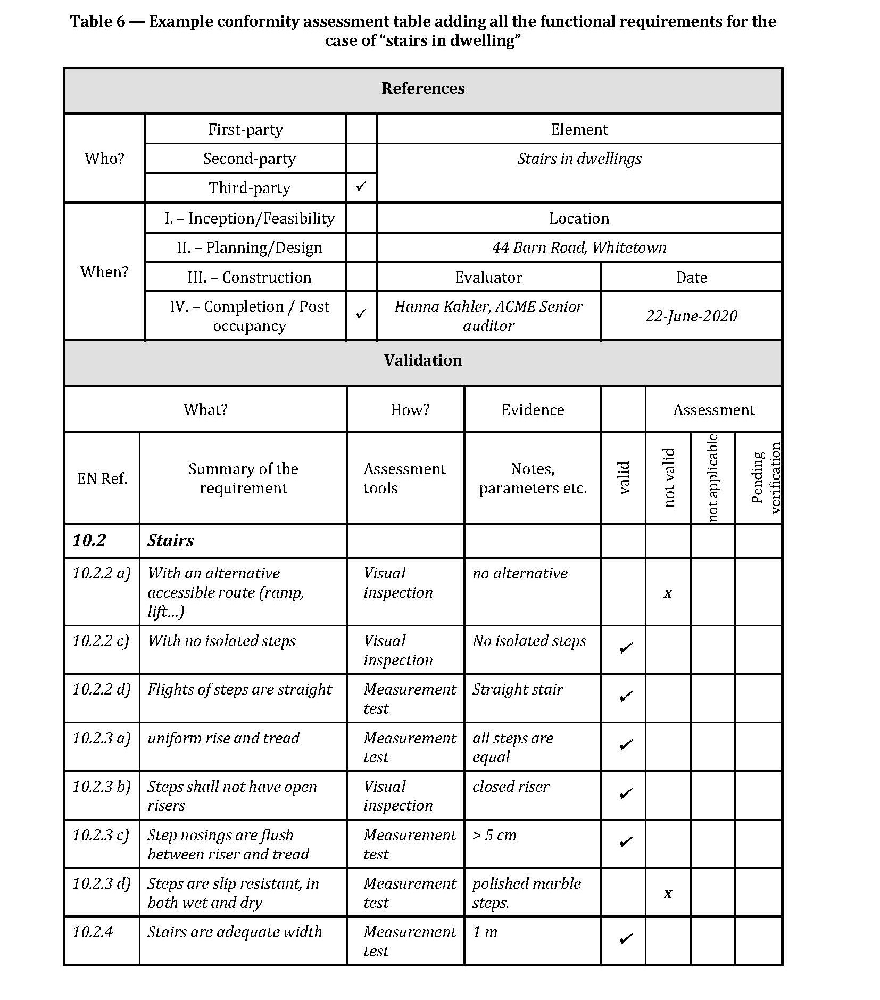 Table 6 — Example conformity assessment table adding all the functional requirements for the
case of “stairs in dwelling”
References
Who?
First-party
Element
Second-party
Stairs in dwellings
Third-party ✓
When?
I. – Inception/Feasibility
Location
II. – Planning/Design
44 Barn Road, Whitetown
III. – Construction
Evaluator
Date
IV. – Completion / Post
occupancy
✓
Hanna Kahler, ACME Senior
auditor
22-June-2020
Validation
What?
How?
Evidence
Assessment
EN Ref.
Summary of the
requirement
Assessment
tools
Notes,
parameters etc.
valid
not valid
not applicable
Pending
verification
10.2
Stairs
10.2.2 a)
With an alternative
accessible route (ramp,
lift...)
Visual
inspection
no alternative
x
10.2.2 c)
With no isolated steps
Visual
inspection
No isolated steps
✓
10.2.2 d)
Flights of steps are straight
Measurement
test
Straight stair
✓
10.2.3 a)
uniform rise and tread
Measurement
test
all steps are
equal
✓
10.2.3 b)
Steps shall not have open
risers
Visual
inspection
closed riser
✓
10.2.3 c)
Step nosings are flush
between riser and tread
Measurement
test
> 5 cm
✓
10.2.3 d)
Steps are slip resistant, in
both wet and dry
Measurement
test
polished marble
steps.
x
10.2.4
Stairs are adequate width
Measurement
test
1 m
✓